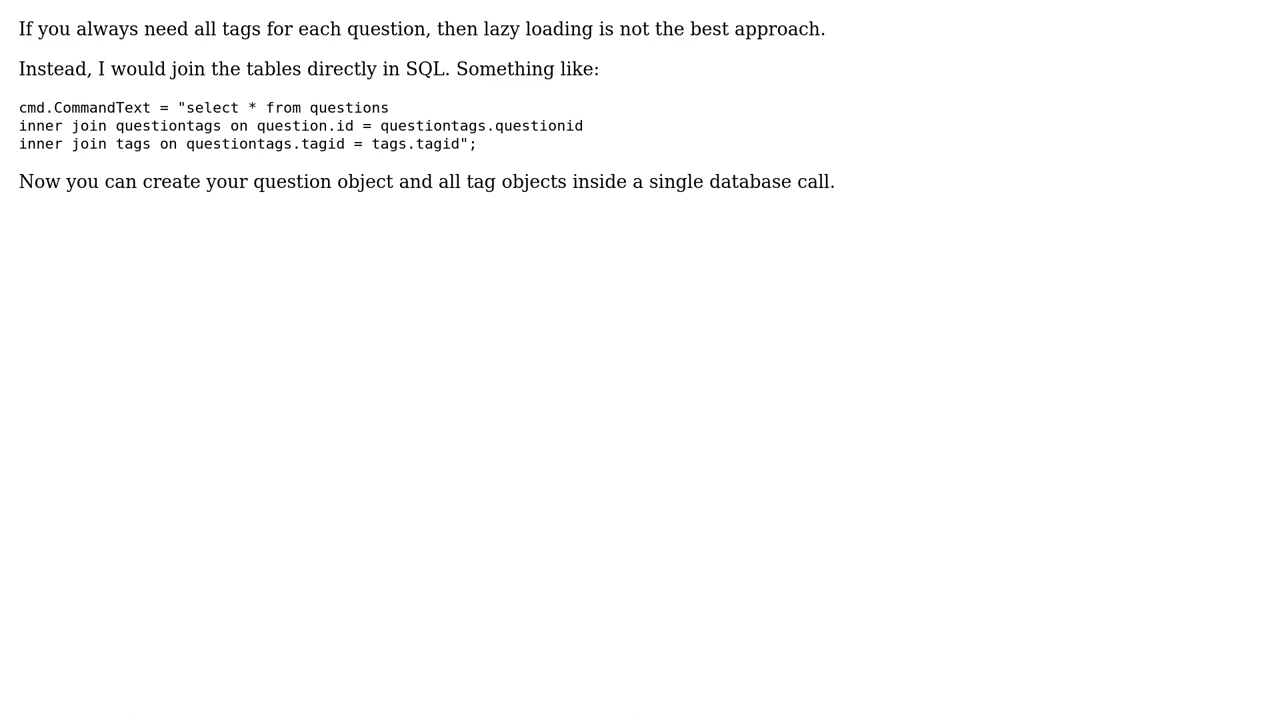 If you always need all tags for each question, then lazy loading is not the best approach.
Instead, I would join the tables directly in SQL. Something like:
cmd.CommandText = "select * from questions
inner join questiontags on question.id = questiontags.questionid
inner join tags on questiontags.tagid = tags.tagid";
Now you can create your question object and all tag objects inside a single database call.